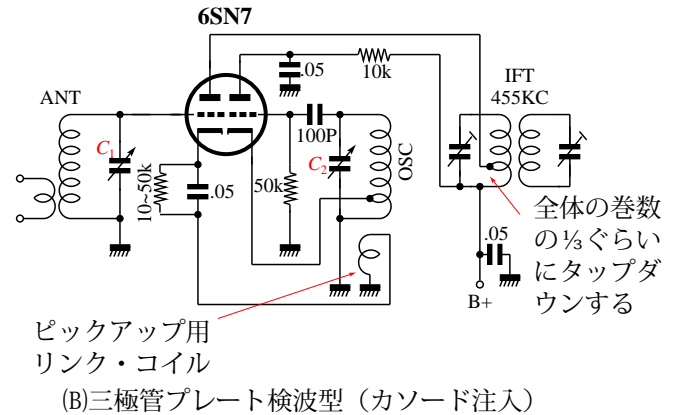 6SN7
.05
10k
IFT
455KC
ANT
C₁
100P
C₂
OSC
10~50k
.05
50k
全体の巻数
の⅓ぐらい
にタップダ
ウンする
.05
B+
ピックアップ用
リンク・コイル
(B)三極管プレート検波型（カソード注入）